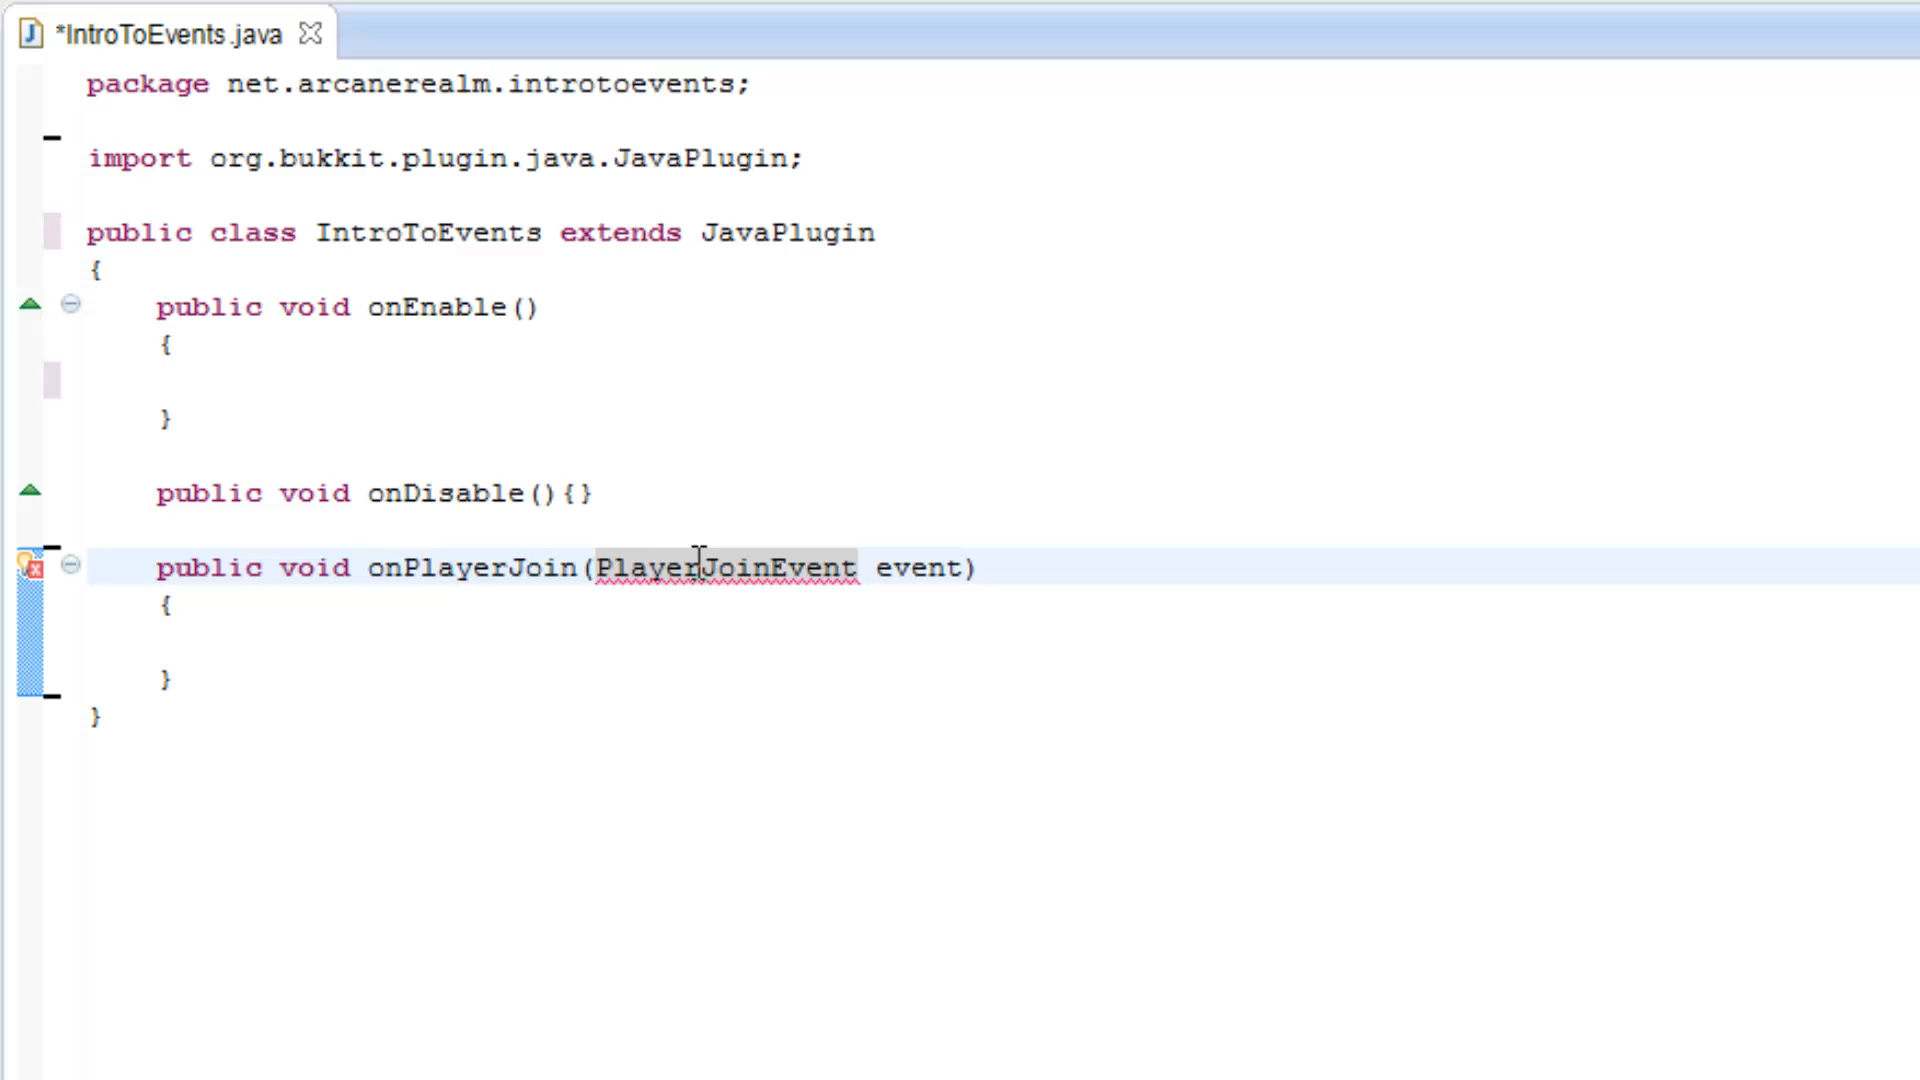 *IntroToEvents.java
package net.arcanerealm.introtoevents;
import org.bukkit.plugin.java.JavaPlugin;
public class IntroToEvents extends JavaPlugin
{
public void onEnable()
{
}
public void onDisable(){}
public void onPlayerJoin(PlayerJoinEvent event)
{
}
}